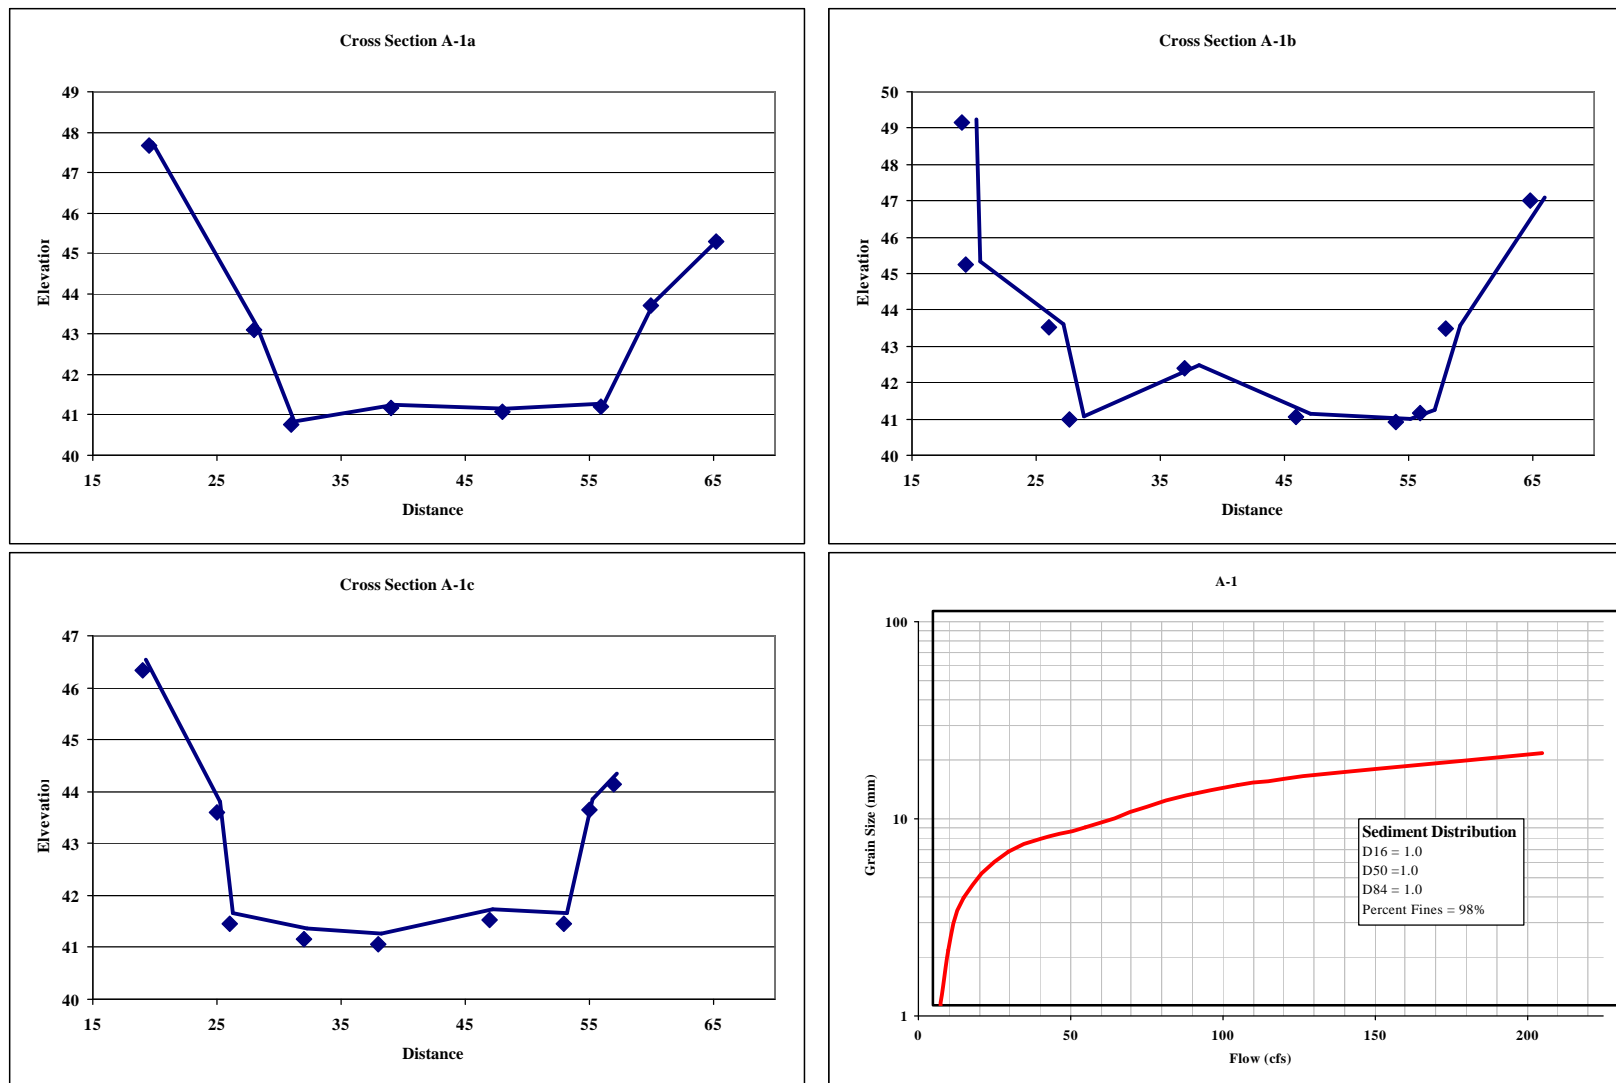 Cross Section A-1a
49
48
47
46
45
44
43
42
41
40
Elevation
15 25 35 45 55 65
Distance
Cross Section A-1b
50
49
48
47
46
45
44
43
42
41
40
Elevation
15 25 35 45 55 65
Distance
Cross Section A-1c
47
46
45
44
43
42
41
40
Elvevation
15 25 35 45 55 65
Distance
A-1
100
10
1
Grain Size (mm)
Sediment Distribution
D16 = 1.0
D50 =1.0
D84 = 1.0
Percent Fines = 98%
0 50 100 150 200
Flow (cfs)